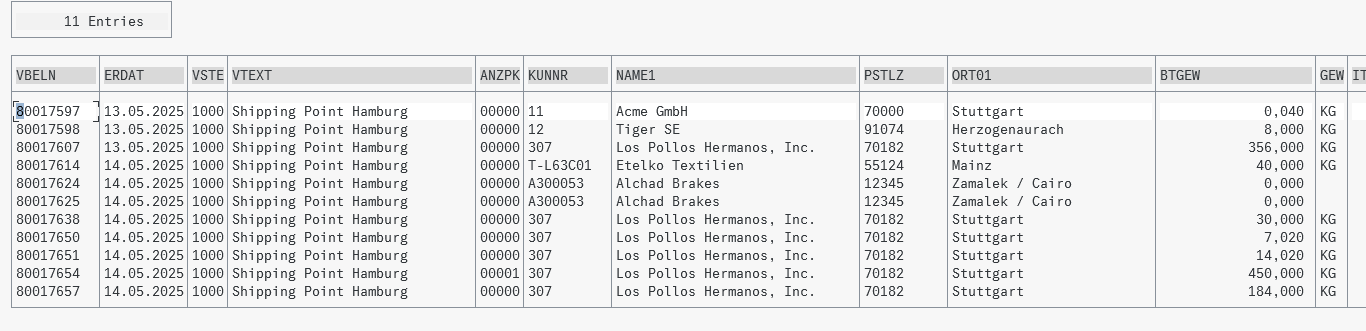 11 Entries
VBELN ERDAT VSTE VTEXT ANZPK KUNNR NAME1 PSTLZ ORT01 BTGEW GEW IT
80017597 13.05.2025 1000 Shipping Point Hamburg 00000 11 Acme GmbH 70000 Stuttgart 0,040 KG
80017598 13.05.2025 1000 Shipping Point Hamburg 00000 12 Tiger SE 91074 Herzogenaurach 8,000 KG
80017607 13.05.2025 1000 Shipping Point Hamburg 00000 307 Los Pollos Hermanos, Inc. 70182 Stuttgart 356,000 KG
80017614 14.05.2025 1000 Shipping Point Hamburg 00000 T-L63C01 Etelko Textilien 55124 Mainz 40,000 KG
80017624 14.05.2025 1000 Shipping Point Hamburg 00000 A300053 Alchad Brakes 12345 Zamalek / Cairo 0,000
80017625 14.05.2025 1000 Shipping Point Hamburg 00000 A300053 Alchad Brakes 12345 Zamalek / Cairo 0,000
80017638 14.05.2025 1000 Shipping Point Hamburg 00000 307 Los Pollos Hermanos, Inc. 70182 Stuttgart 30,000 KG
80017650 14.05.2025 1000 Shipping Point Hamburg 00000 307 Los Pollos Hermanos, Inc. 70182 Stuttgart 7,020 KG
80017651 14.05.2025 1000 Shipping Point Hamburg 00000 307 Los Pollos Hermanos, Inc. 70182 Stuttgart 14,020 KG
80017654 14.05.2025 1000 Shipping Point Hamburg 00001 307 Los Pollos Hermanos, Inc. 70182 Stuttgart 450,000 KG
80017657 14.05.2025 1000 Shipping Point Hamburg 00000 307 Los Pollos Hermanos, Inc. 70182 Stuttgart 184,000 KG